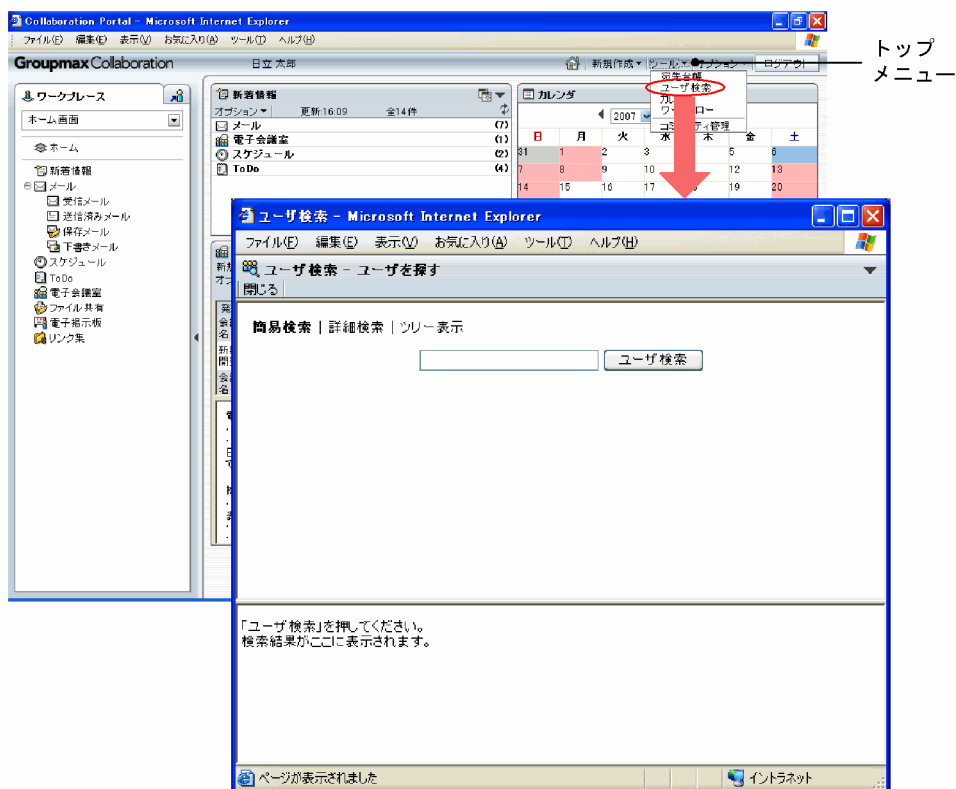 Collaboration Portal - Microsoft Internet Explorer
ファイル(F) 編集(E) 表示(V) お気に入り(A) ツール(T) ヘルプ(H)
Groupmax Collaboration 日立 太郎 新規作成 ツール オプション ログアウト
トップ
メニュー
宛先台帳
ユーザ検索
コミュニティ管理
ワークプレース
ホーム画面
ホーム
新着情報
メール
受信メール
送信済みメール
保存メール
下書きメール
スケジュール
ToDo
電子会議室
ファイル共有
電子掲示板
リンク集
新着情報
オプション 更新16:09 全14件
メール (7)
電子会議室 (1)
スケジュール (2)
ToDo (4)
カレンダ
2007
日 月 火 水 木 金 土
31 1 2 3 5 6
7 8 9 10 12 13
14 15 16 17 19 20
ユーザ検索 - Microsoft Internet Explorer
ファイル(F) 編集(E) 表示(V) お気に入り(A) ツール(T) ヘルプ(H)
ユーザ検索 - ユーザを探す
閉じる
簡易検索 | 詳細検索 | ツリー表示
ユーザ検索
「ユーザ検索」を押してください。
検索結果がここに表示されます。
ページが表示されました イントラネット